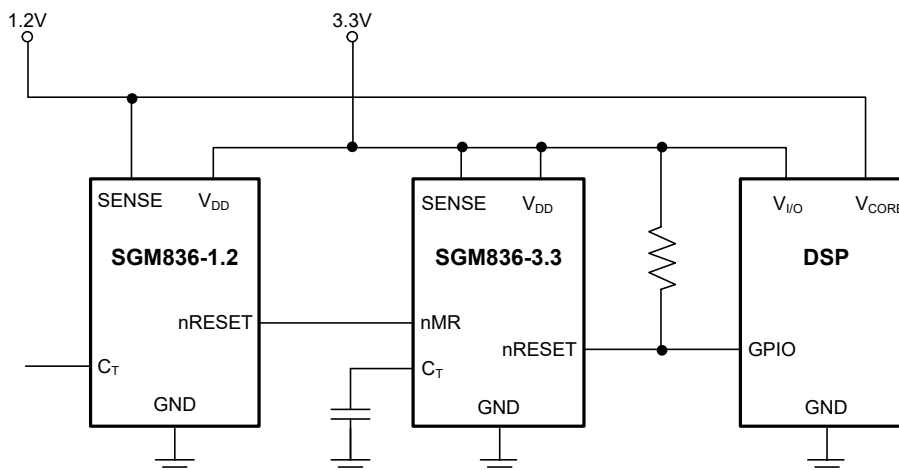 1.2V
3.3V
SENSE
V_DD
SGM836-1.2
nRESET
C_T
GND
SENSE
V_DD
SGM836-3.3
nMR
nRESET
C_T
GND
V_I/O
V_CORE
DSP
GPIO
GND